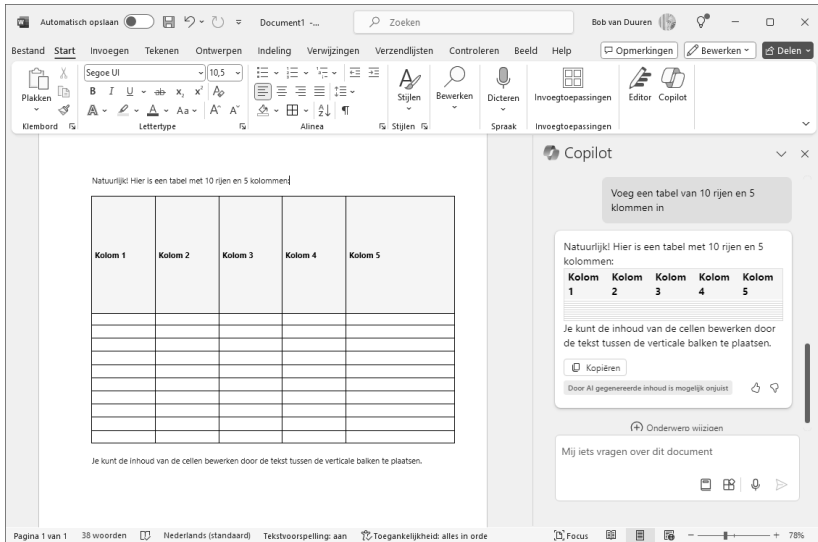 Automatisch opslaan
Document1 -...
Zoeken
Bob van Duuren
Bestand Start Invoegen Tekenen Ontwerpen Indeling Verwijzingen Verzendlijsten Controleren Beeld Help
Opmerkingen
Bewerken
Delen
Segoe UI
10,5
Plakken
B I U ab x₂ x² A
A A Aa A A
Stijlen
Bewerken
Dicteren
Invoegtoepassingen
Editor
Copilot
Klembord
Lettertype
Alinea
Stijlen
Spraak
Invoegtoepassingen
Natuurlijk! Hier is een tabel met 10 rijen en 5 kolommen:
Kolom 1 Kolom 2 Kolom 3 Kolom 4 Kolom 5
Je kunt de inhoud van de cellen bewerken door de tekst tussen de verticale balken te plaatsen.
Copilot
Voeg een tabel van 10 rijen en 5
klommen in
Natuurlijk! Hier is een tabel met 10 rijen en 5
kolommen:
Kolom Kolom Kolom Kolom Kolom
1 2 3 4 5
Je kunt de inhoud van de cellen bewerken door
de tekst tussen de verticale balken te plaatsen.
Kopiëren
Door AI gegenereerde inhoud is mogelijk onjuist
Onderwerp wijzigen
Mij iets vragen over dit document
Pagina 1 van 1 38 woorden Nederlands (standaard) Tekstvoorspelling: aan Toegankelijkheid: alles in orde Focus 78%